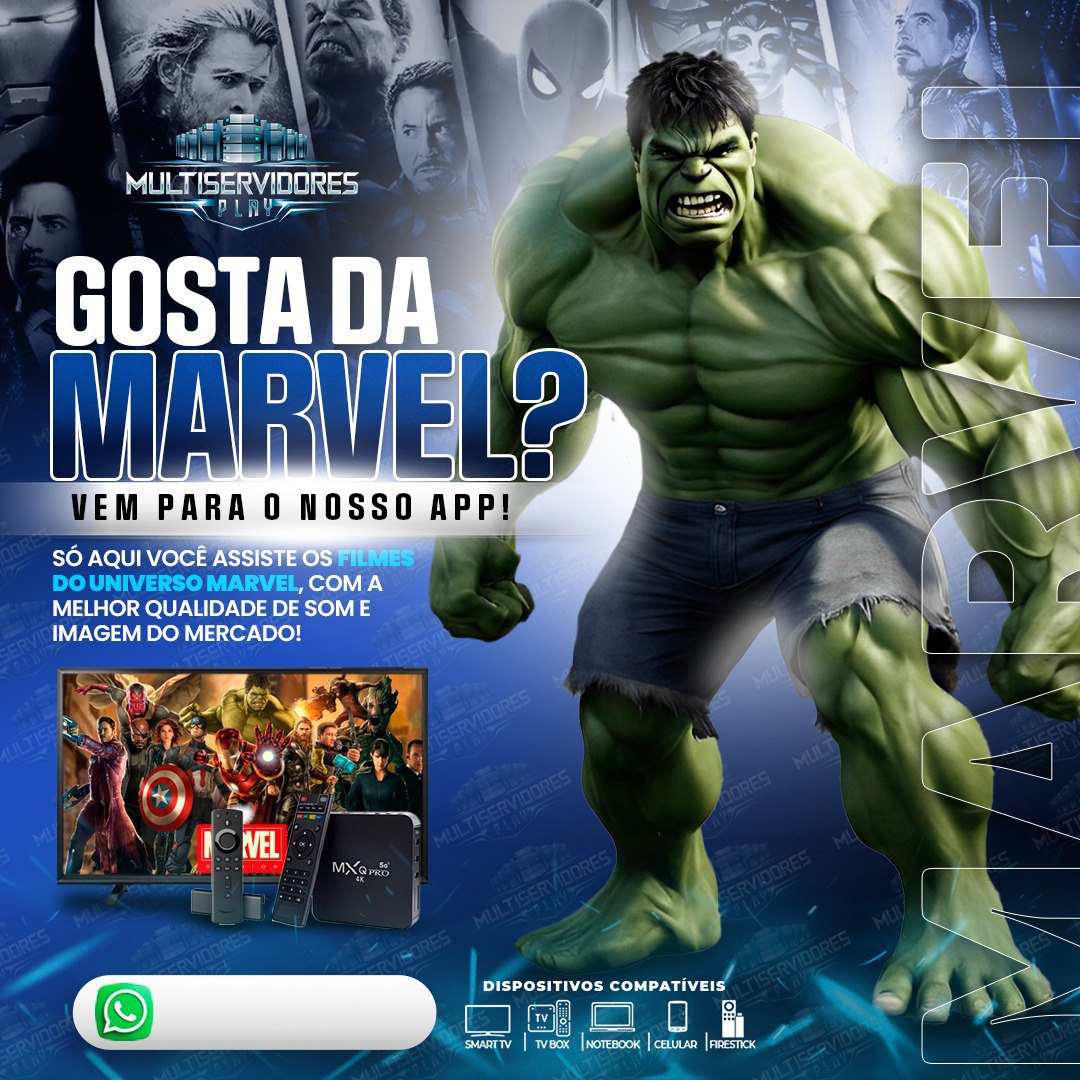 MULTISERVIDORES
PLAY
GOSTA DA
MARVEL?
VEM PARA O NOSSO APP!
SÓ AQUI VOCÊ ASSISTE OS FILMES
DO UNIVERSO MARVEL, COM A
MELHOR QUALIDADE DE SOM E
IMAGEM DO MERCADO!
MARVEL
MXQ PRO
5G
4K
DISPOSITIVOS COMPATÍVEIS
TV
SMART TV
TV BOX
NOTEBOOK
CELULAR
FIRESTICK
MARVEL